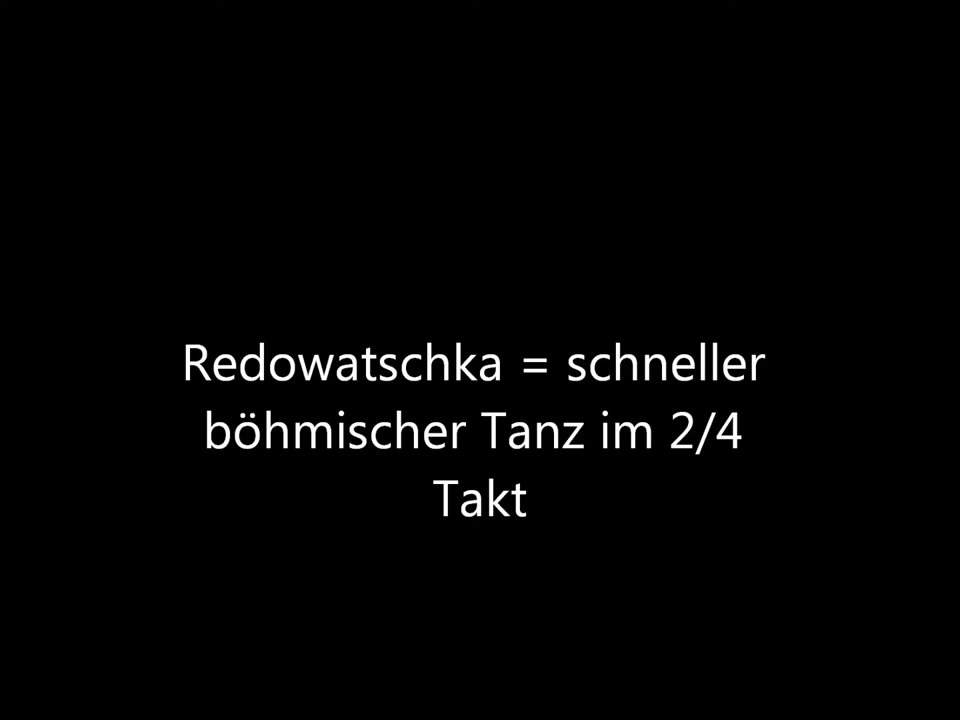 Redowatschka = schneller
böhmischer Tanz im 2/4
Takt